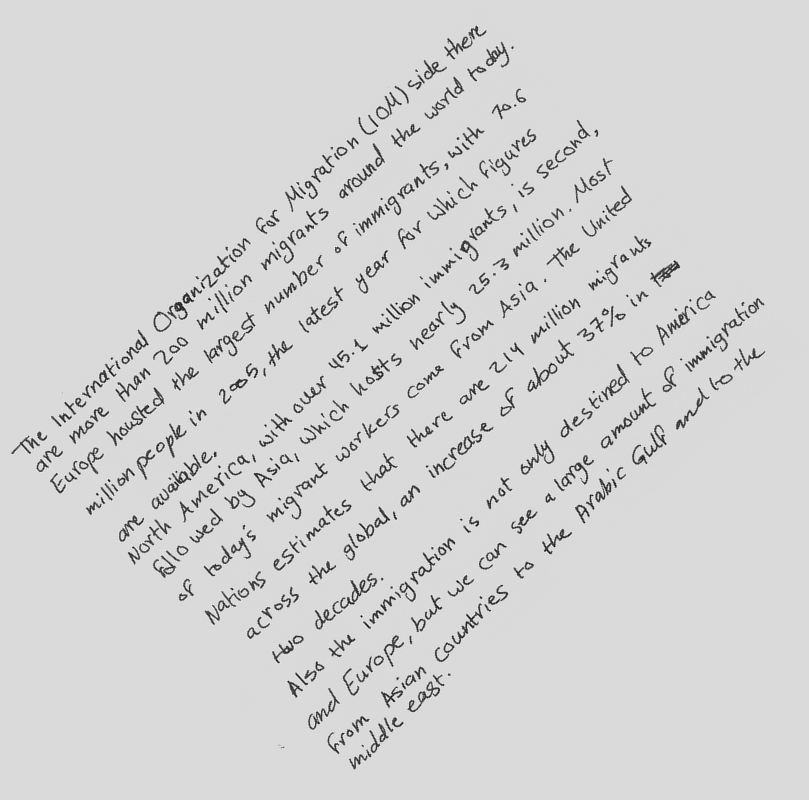 The International Organization for Migration (IOM) side there
are more than 200 million migrants around the world today.
Europe housted the largest number of immigrants, with 70.6
million people in 2005, the latest year for which figures
are available.
North America, with over 45.1 million immigrants, is second,
followed by Asia, which hosts nearly 25.3 million. Most
of today's migrant workers come from Asia. The United
Nations estimates that there are 214 million migrants
across the global, an increase of about 37% in
two decades.
Also the immigration is not only destined to America
and Europe, but we can see a large amount of immigration
from Asian countries to the Arabic Gulf and to the
middle east.